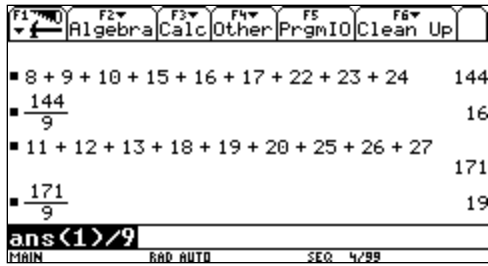 F1 F2 Algebra F3 Calc F4 Other F5 PrgmIO F6 Clean Up
8 + 9 + 10 + 15 + 16 + 17 + 22 + 23 + 24 144
144/9 16
11 + 12 + 13 + 18 + 19 + 20 + 25 + 26 + 27
171
171/9 19
ans(1)/9
MAIN RAD AUTO SEQ 4/99